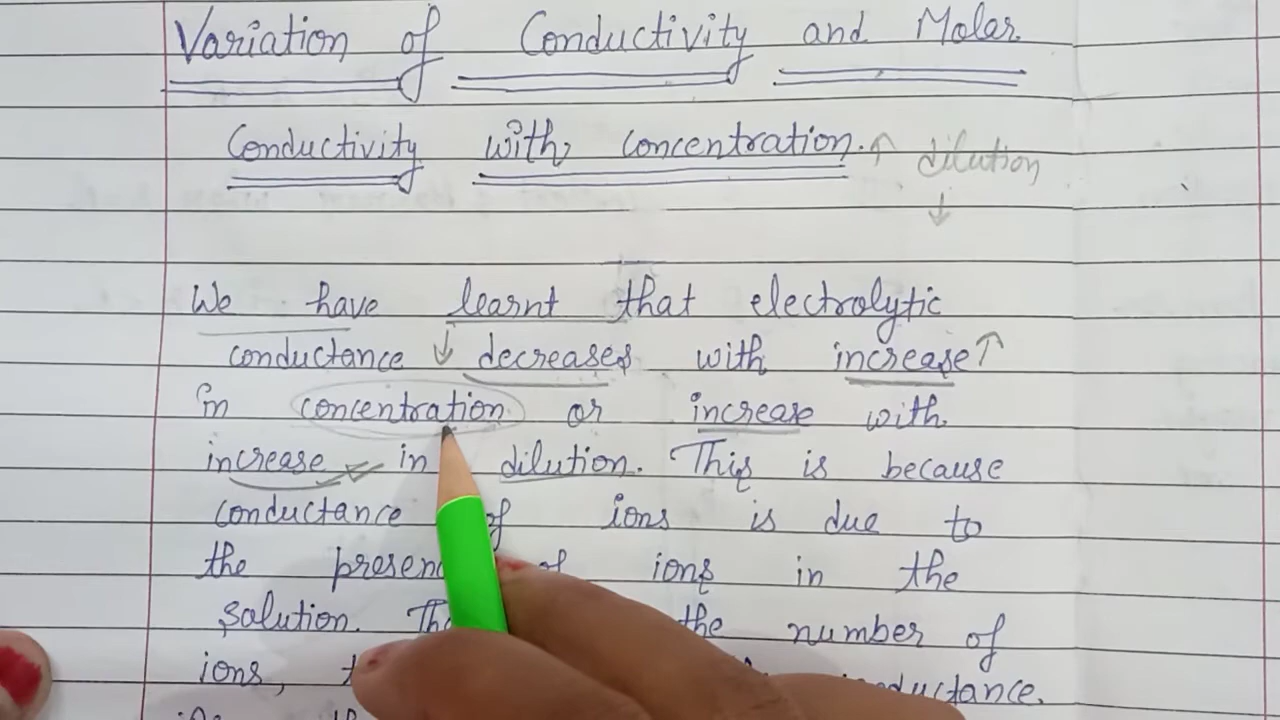 Variation of Conductivity and Molar
Conductivity with concentration. ↑ dilution
↓
We have learnt that electrolytic
conductance ↓ decreases with increase ↑
in concentration or increase with
increase in dilution. This is because
conductance of ions is due to
the of ions in the
solution. the number of
ions, conductance.